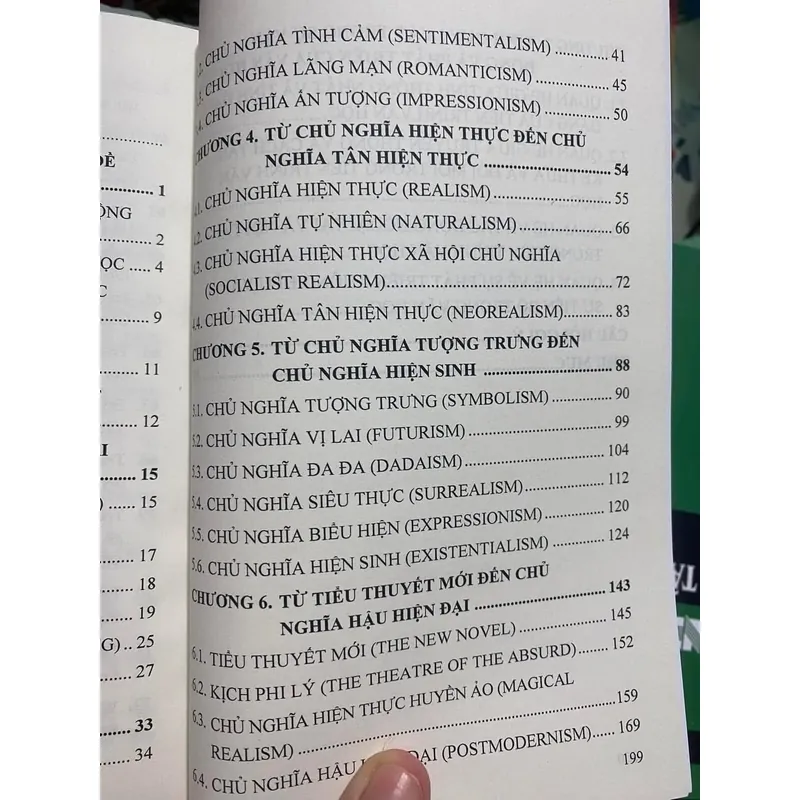 ĐỀ
1
ỘNG
2
ỌC .... 4
C
9
11
12
I
15
) ..... 15
17
18
19
G) .. 25
27
33
34
2. CHỦ NGHĨA TÌNH CẢM (SENTIMENTALISM) ............ 41
3. CHỦ NGHĨA LÃNG MẠN (ROMANTICISM) ............... 45
4. CHỦ NGHĨA ẤN TƯỢNG (IMPRESSIONISM) ............. 50
CHƯƠNG 4. TỪ CHỦ NGHĨA HIỆN THỰC ĐẾN CHỦ
NGHĨA TÂN HIỆN THỰC ........................ 54
4.1. CHỦ NGHĨA HIỆN THỰC (REALISM) ..................... 55
4.2. CHỦ NGHĨA TỰ NHIÊN (NATURALISM) ................ 66
4.3. CHỦ NGHĨA HIỆN THỰC XÃ HỘI CHỦ NGHĨA
(SOCIALIST REALISM) .................................. 72
4.4. CHỦ NGHĨA TÂN HIỆN THỰC (NEOREALISM) ......... 83
CHƯƠNG 5. TỪ CHỦ NGHĨA TƯỢNG TRƯNG ĐẾN
CHỦ NGHĨA HIỆN SINH ......................... 88
5.1. CHỦ NGHĨA TƯỢNG TRƯNG (SYMBOLISM) ........... 90
5.2. CHỦ NGHĨA VỊ LAI (FUTURISM) ......................... 99
5.3. CHỦ NGHĨA ĐA ĐA (DADAISM) ......................... 104
5.4. CHỦ NGHĨA SIÊU THỰC (SURREALISM) .............. 112
5.5. CHỦ NGHĨA BIỂU HIỆN (EXPRESSIONISM) ........... 120
5.6. CHỦ NGHĨA HIỆN SINH (EXISTENTIALISM) .......... 124
CHƯƠNG 6. TỪ TIỂU THUYẾT MỚI ĐẾN CHỦ
NGHĨA HẬU HIỆN ĐẠI ......................... 143
6.1. TIỂU THUYẾT MỚI (THE NEW NOVEL) ................ 145
6.2. KỊCH PHI LÝ (THE THEATRE OF THE ABSURD) ...... 152
6.3. CHỦ NGHĨA HIỆN THỰC HUYỀN ẢO (MAGICAL
REALISM) ................................................ 159
6.4. CHỦ NGHĨA HẬU ĐẠI (POSTMODERNISM) ..... 169
199